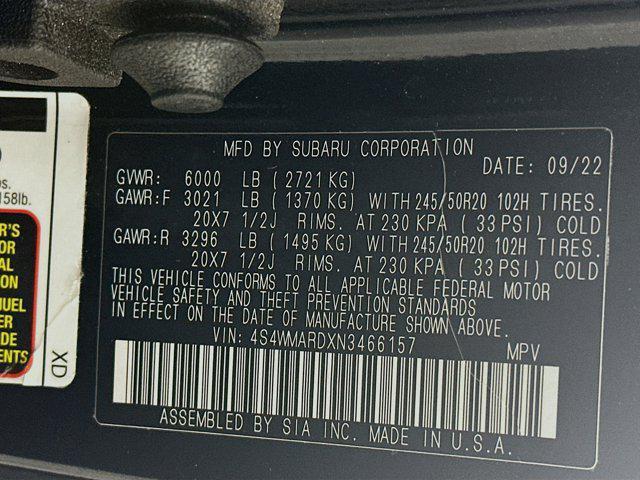 MFD BY SUBARU CORPORATION
DATE: 09/22
GVWR: 6000 LB ( 2721 KG)
GAWR:F 3021 LB ( 1370 KG) WITH 245/50R20 102H TIRES.
20X7 1/2J RIMS. AT 230 KPA ( 33 PSI) COLD
GAWR:R 3296 LB ( 1495 KG) WITH 245/50R20 102H TIRES.
20X7 1/2J RIMS. AT 230 KPA ( 33 PSI) COLD
THIS VEHICLE CONFORMS TO ALL APPLICABLE FEDERAL MOTOR
VEHICLE SAFETY AND THEFT PREVENTION STANDARDS
IN EFFECT ON THE DATE OF MANUFACTURE SHOWN ABOVE.
VIN: 4S4WMARDXN3466157 MPV
ASSEMBLED BY SIA INC. MADE IN U.S.A.
158lb.
XD